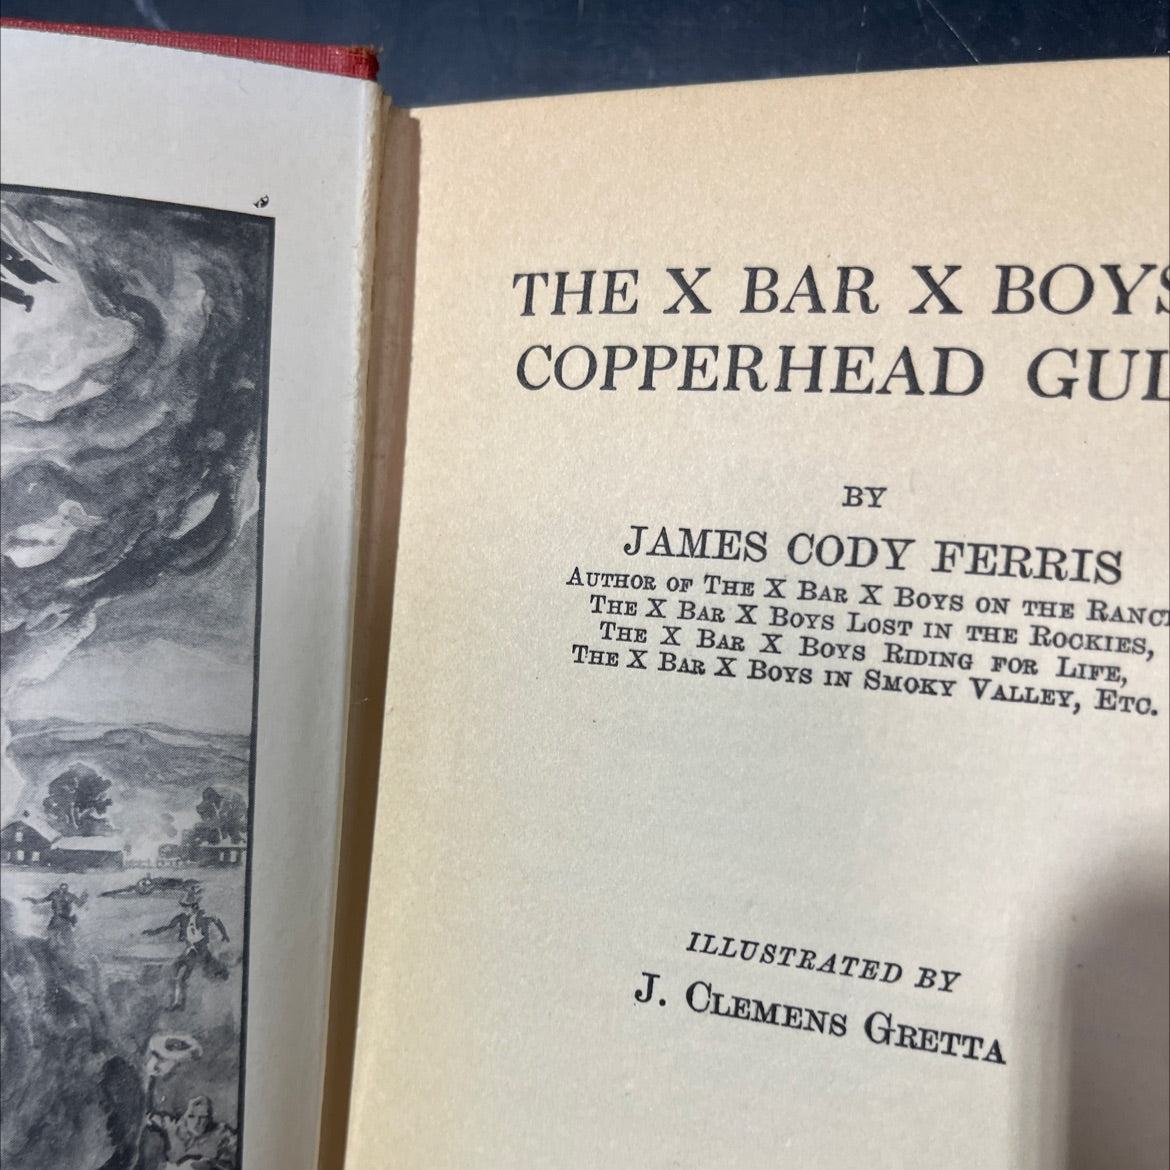 THE X BAR X BOYS
COPPERHEAD GUL
BY
JAMES CODY FERRIS
AUTHOR OF THE X BAR X BOYS ON THE RANCH
THE X BAR X BOYS LOST IN THE ROCKIES,
THE X BAR X BOYS RIDING FOR LIFE,
THE X BAR X BOYS IN SMOKY VALLEY, ETC.
ILLUSTRATED BY
J. CLEMENS GRETTA